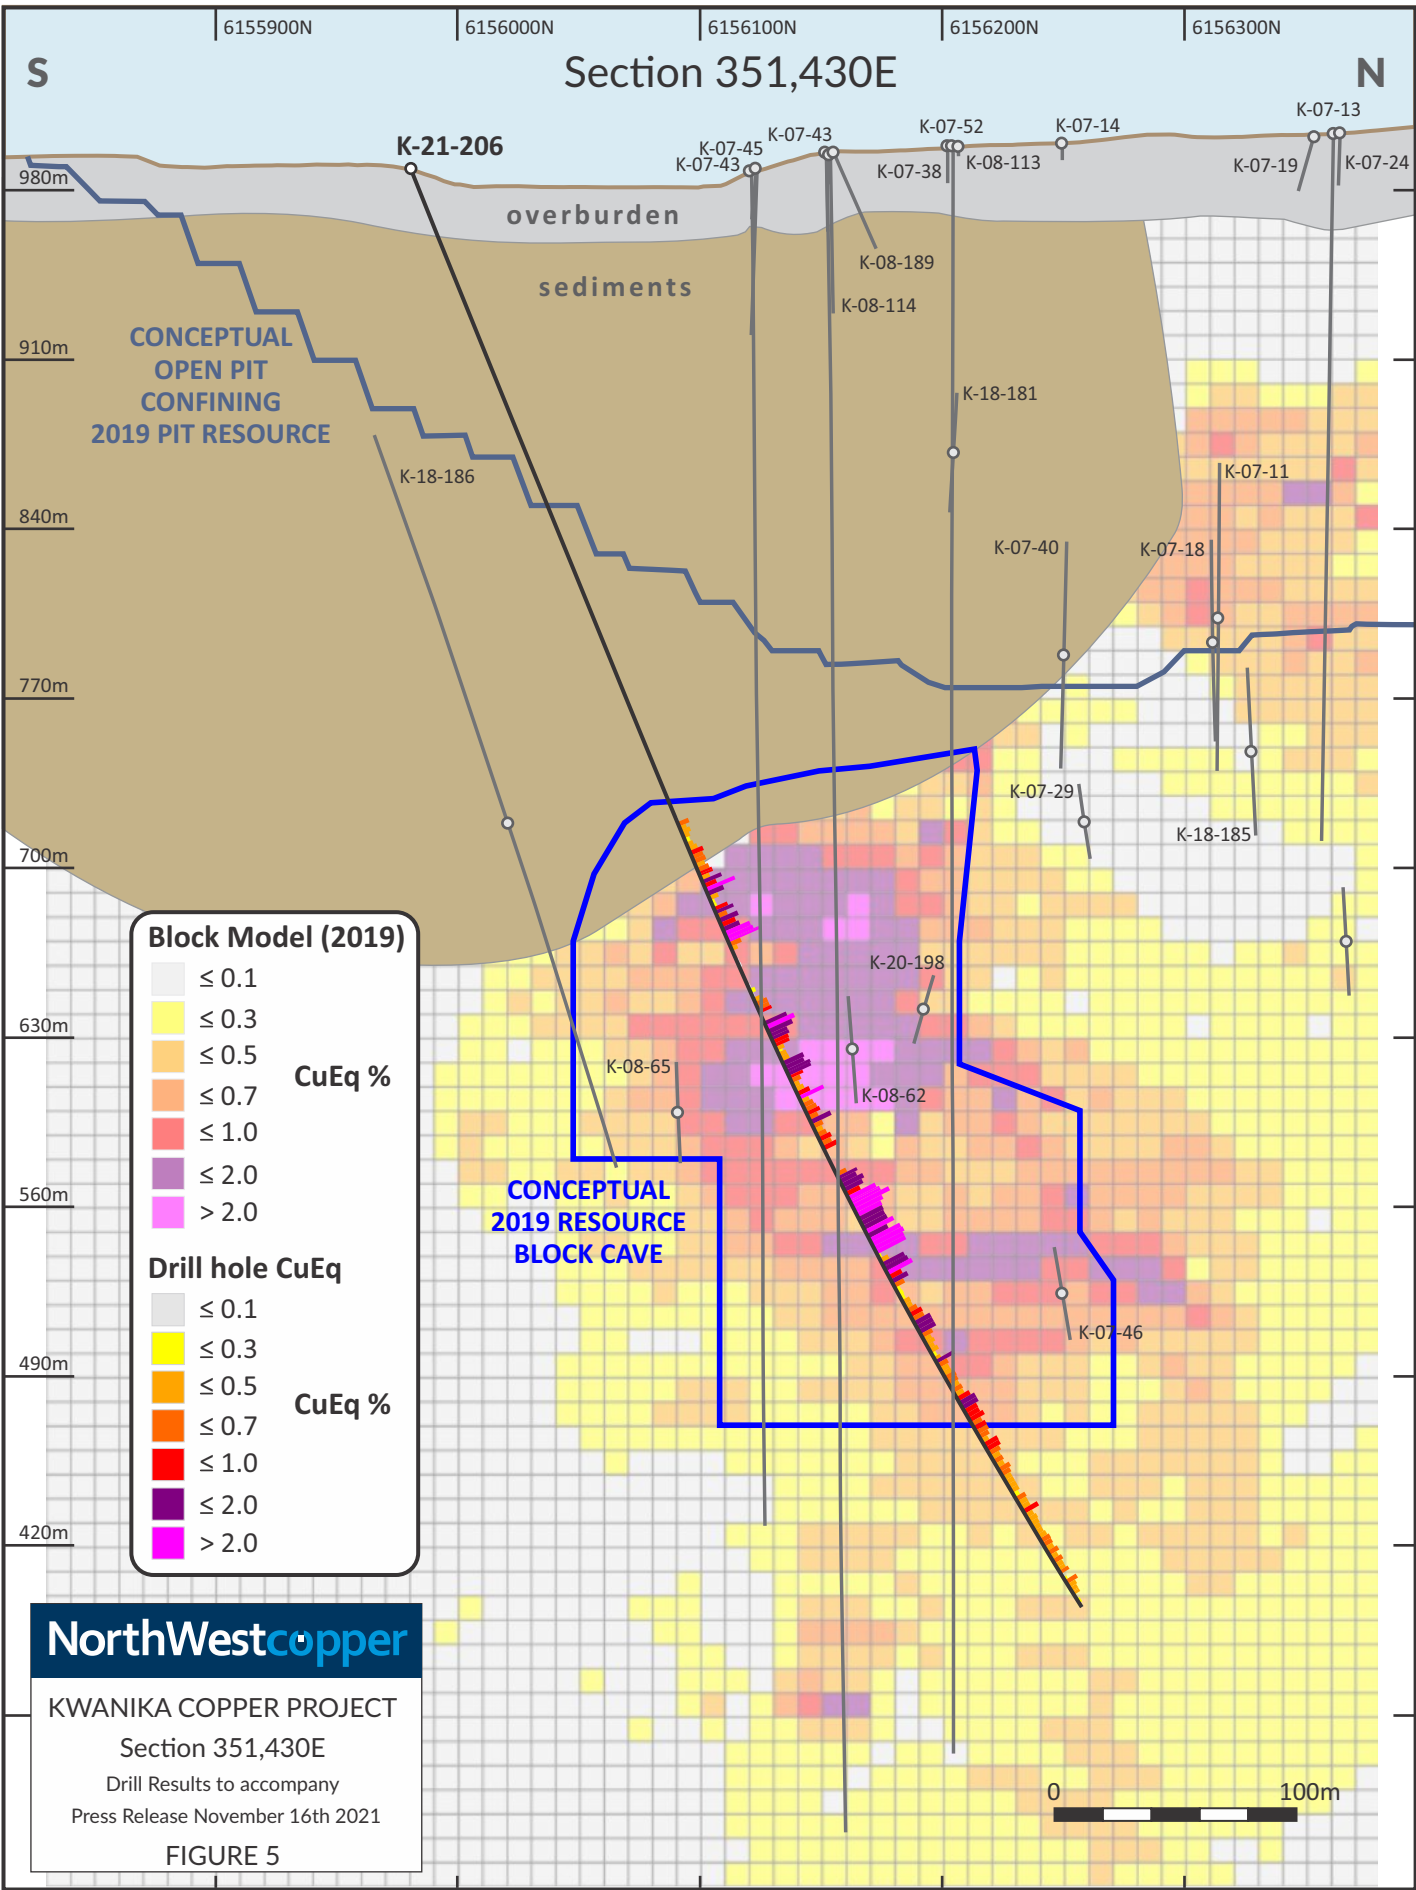 6155900N
6156000N
6156100N
6156200N
6156300N
S
Section 351,430E
N
K-21-206
K-07-43
K-07-45
K-07-43
K-07-52
K-07-38
K-08-113
K-07-14
K-07-13
K-07-19
K-07-24
980m
overburden
K-08-189
sediments
K-08-114
CONCEPTUAL
OPEN PIT
CONFINING
2019 PIT RESOURCE
910m
K-18-181
K-18-186
K-07-11
840m
K-07-40
K-07-18
770m
K-07-29
K-18-185
700m
K-20-198
630m
K-08-65
K-08-62
560m
CONCEPTUAL
2019 RESOURCE
BLOCK CAVE
K-07-46
490m
420m
Block Model (2019)
≤ 0.1
≤ 0.3
≤ 0.5
CuEq %
≤ 0.7
≤ 1.0
≤ 2.0
> 2.0
Drill hole CuEq
≤ 0.1
≤ 0.3
≤ 0.5
CuEq %
≤ 0.7
≤ 1.0
≤ 2.0
> 2.0
NorthWestcopper
KWANIKA COPPER PROJECT
Section 351,430E
Drill Results to accompany
Press Release November 16th 2021
FIGURE 5
0 100m